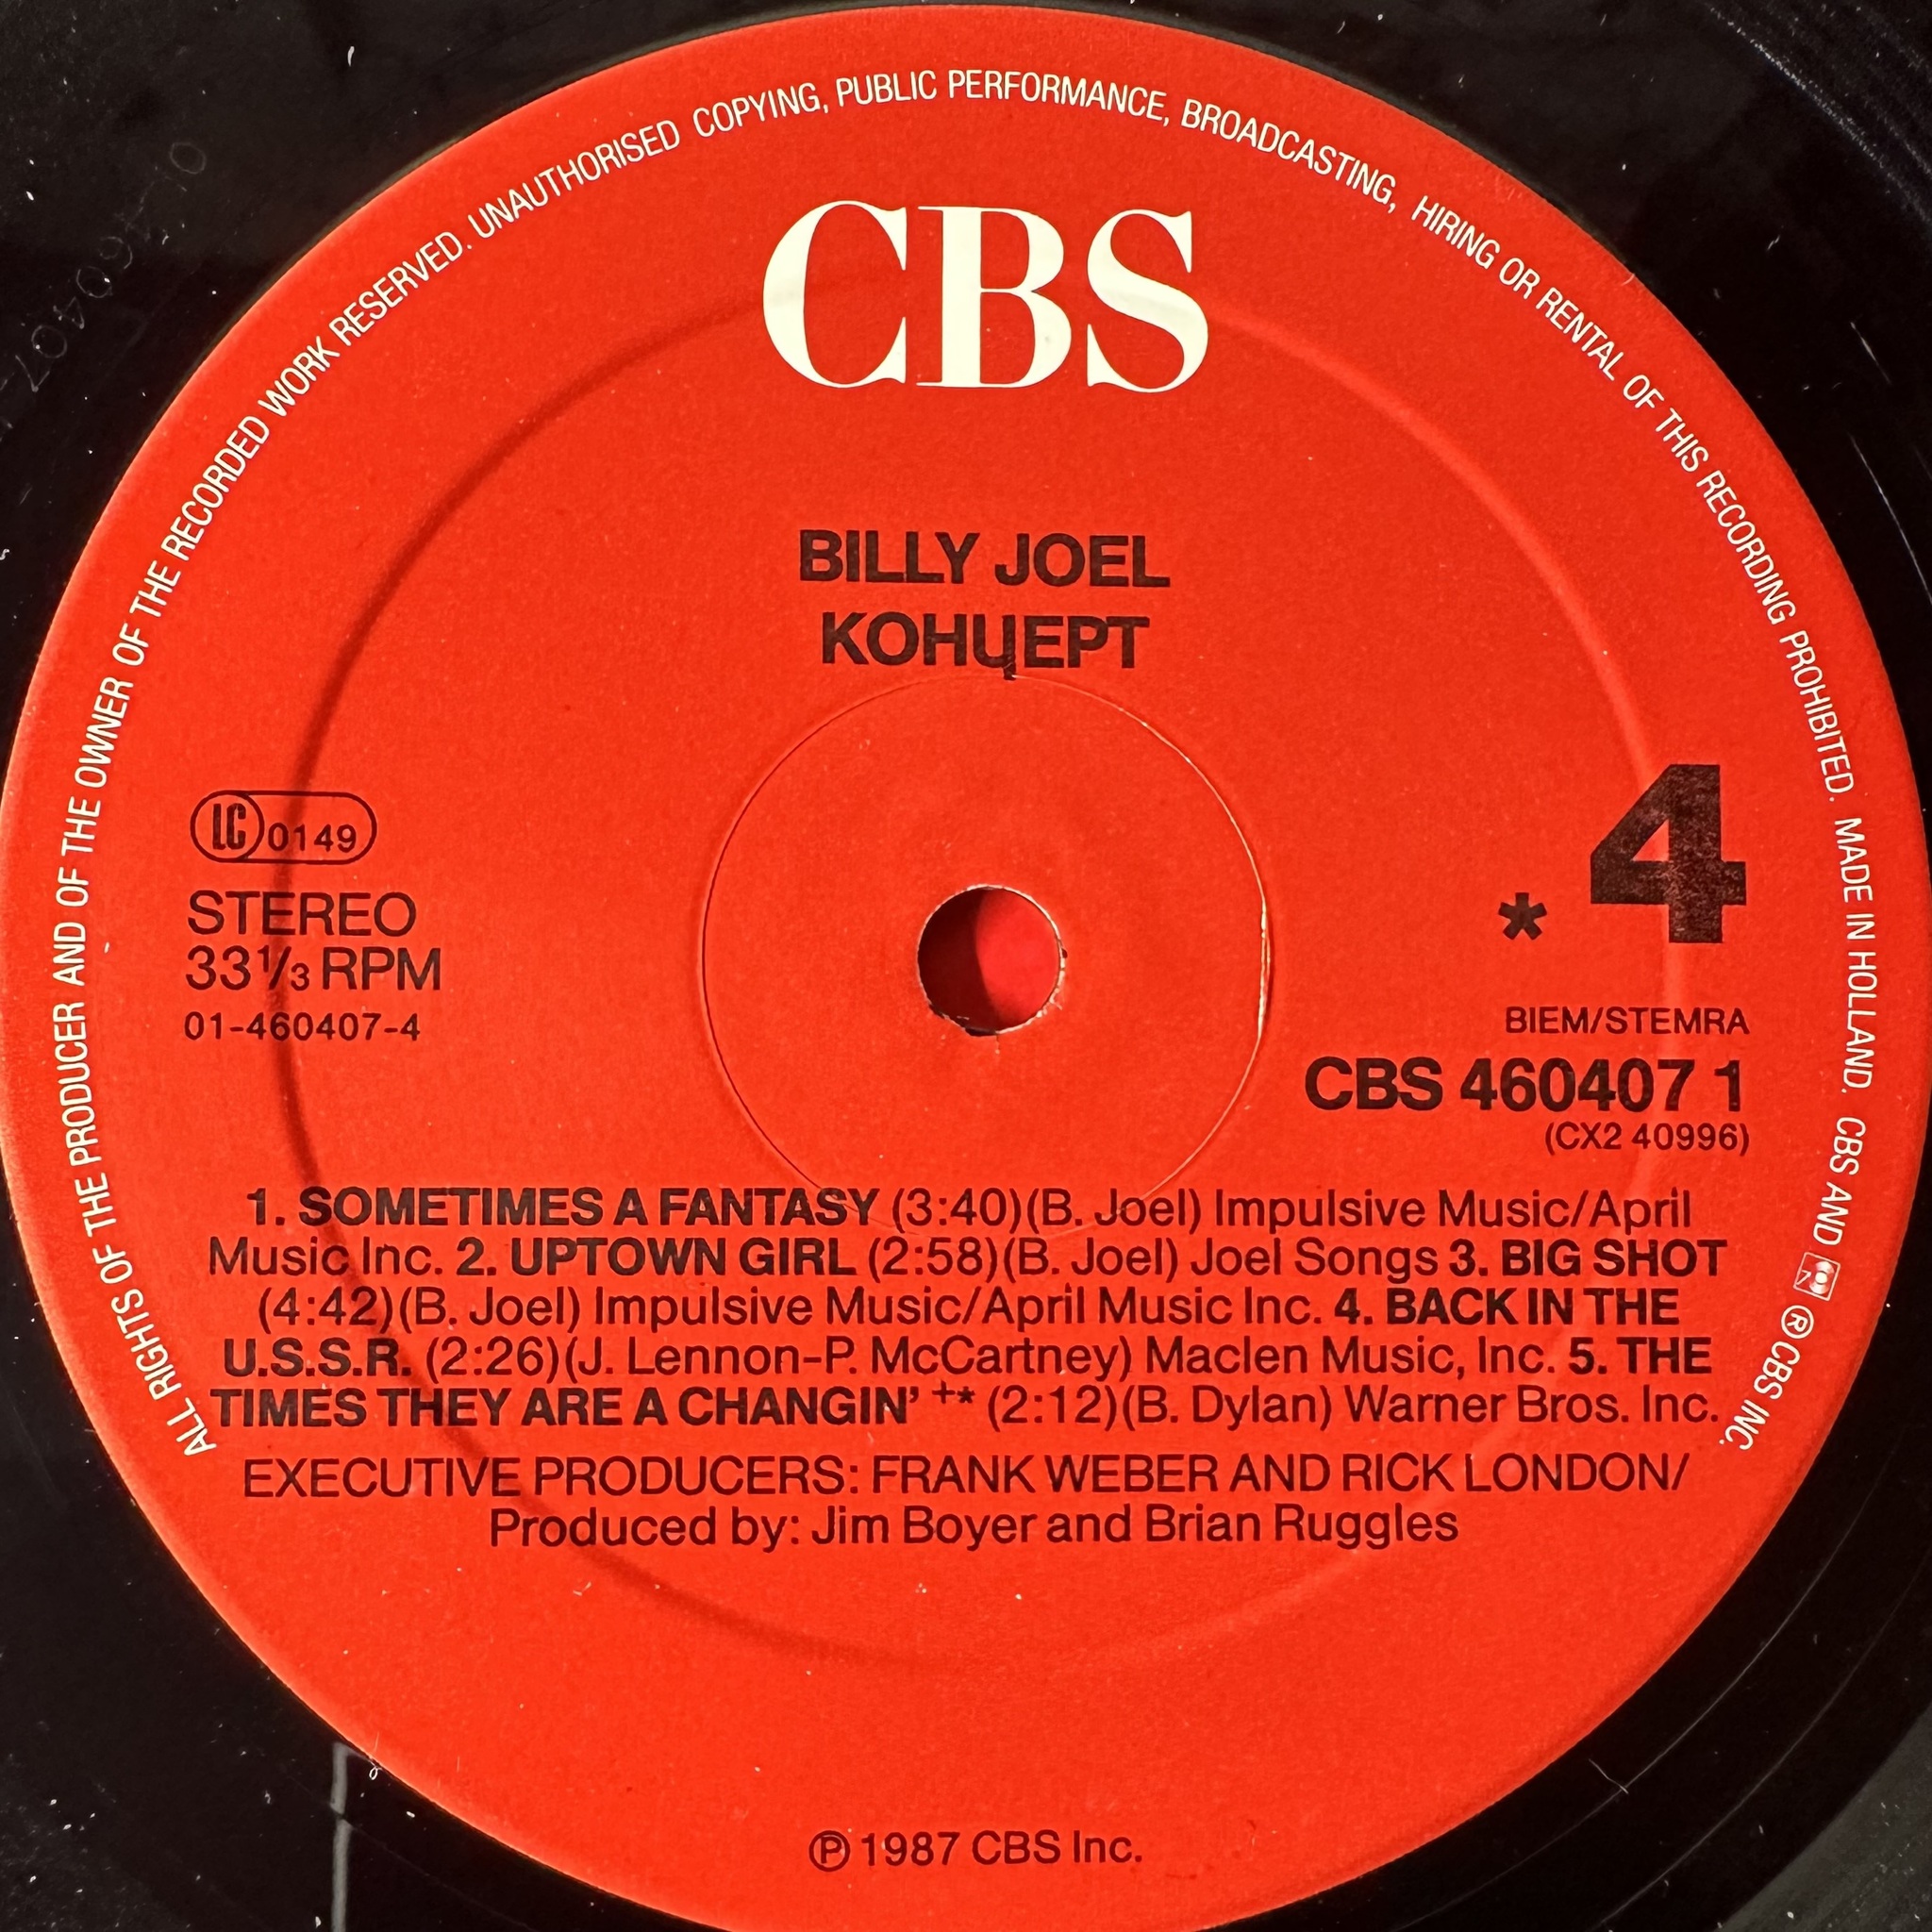 ALL RIGHTS OF THE PRODUCER AND OF THE OWNER OF THE RECORDED WORK RESERVED. UNAUTHORISED COPYING, PUBLIC PERFORMANCE, BROADCASTING, HIRING OR RENTAL OF THIS RECORDING PROHIBITED. MADE IN HOLLAND. CBS AND ® CBS INC.
CBS
BILLY JOEL
КОНЦЕРТ
LC 0149
STEREO
33 1/3 RPM
01-460407-4
* 4
BIEM/STEMRA
CBS 460407 1
(CX2 40996)
1. SOMETIMES A FANTASY (3:40)(B. Joel) Impulsive Music/April
Music Inc. 2. UPTOWN GIRL (2:58)(B. Joel) Joel Songs 3. BIG SHOT
(4:42)(B. Joel) Impulsive Music/April Music Inc. 4. BACK IN THE
U.S.S.R. (2:26)(J. Lennon-P. McCartney) Maclen Music, Inc. 5. THE
TIMES THEY ARE A CHANGIN’ +* (2:12)(B. Dylan) Warner Bros. Inc.
EXECUTIVE PRODUCERS: FRANK WEBER AND RICK LONDON/
Produced by: Jim Boyer and Brian Ruggles
℗ 1987 CBS Inc.